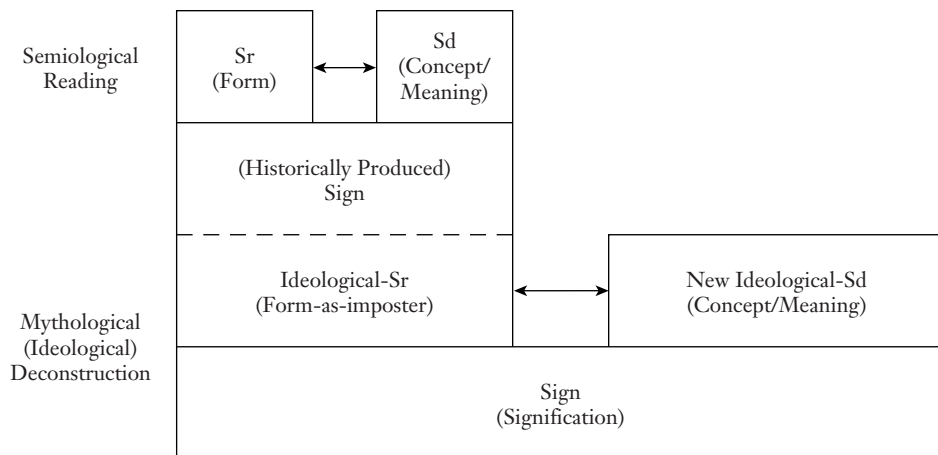 Semiological
Reading
Sr
(Form)
Sd
(Concept/
Meaning)
(Historically Produced)
Sign
Mythological
(Ideological)
Deconstruction
Ideological-Sr
(Form-as-imposter)
New Ideological-Sd
(Concept/Meaning)
Sign
(Signification)